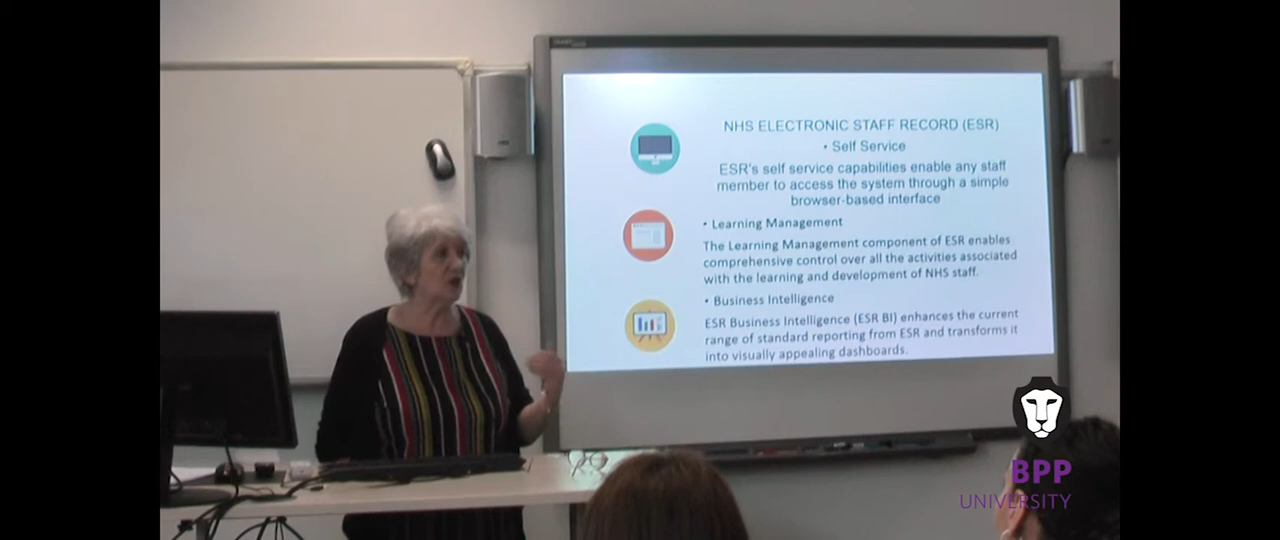 NHS ELECTRONIC STAFF RECORD (ESR)
• Self Service
ESR's self service capabilities enable any staff
member to access the system through a simple
browser-based interface
• Learning Management
The Learning Management component of ESR enables
comprehensive control over all the activities associated
with the learning and development of NHS staff.
• Business Intelligence
ESR Business Intelligence (ESR BI) enhances the current
range of standard reporting from ESR and transforms it
into visually appealing dashboards.
BPP
UNIVERSITY